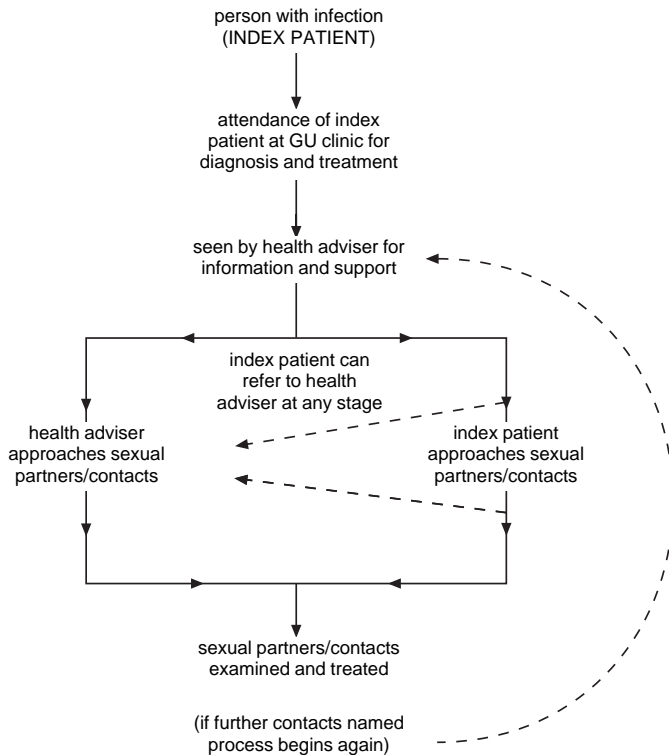 person with infection
(INDEX PATIENT)
attendance of index
patient at GU clinic for
diagnosis and treatment
seen by health adviser for
information and support
index patient can
refer to health
adviser at any stage
health adviser
approaches sexual
partners/contacts
index patient
approaches sexual
partners/contacts
sexual partners/contacts
examined and treated
(if further contacts named
process begins again)